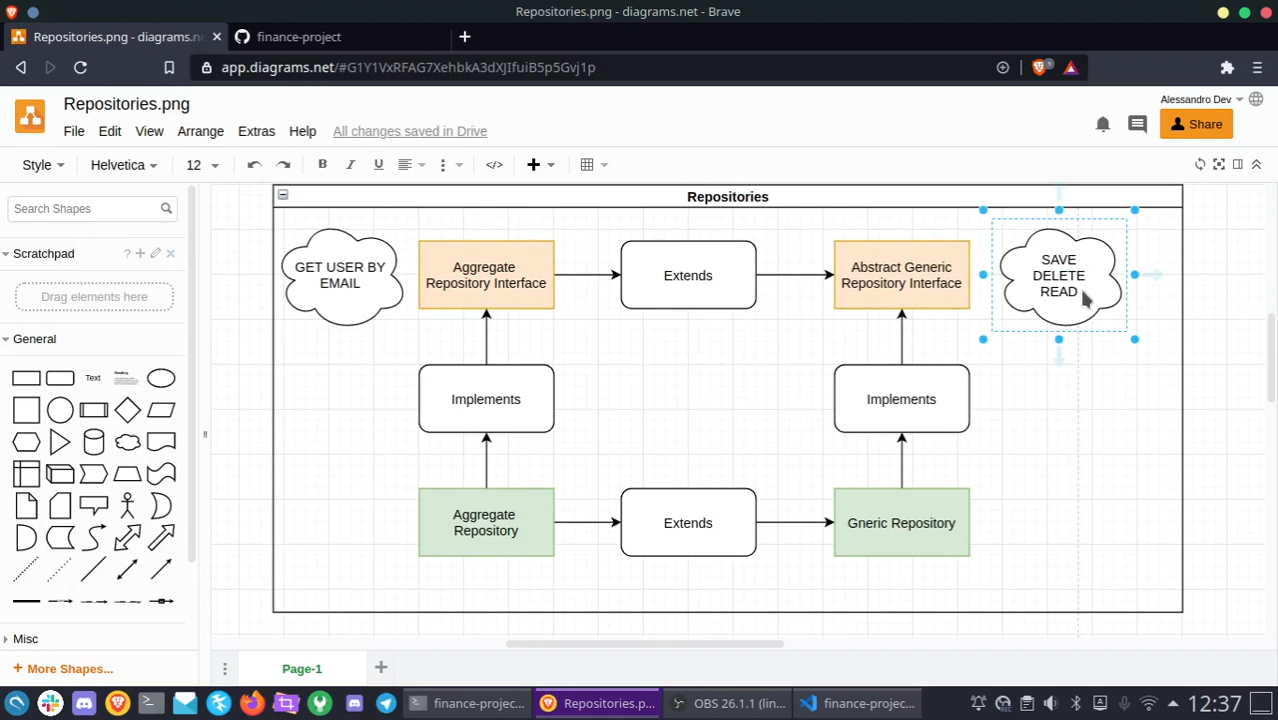 Repositories.png - diagrams.net - Brave
Repositories.png - diagrams.ne
finance-project
app.diagrams.net/#G1Y1VxRFAG7XehbkA3dXJIfuiB5p5Gvj1p
3
Repositories.png
Alessandro Dev
File Edit View Arrange Extras Help All changes saved in Drive
Share
Style Helvetica 12 B I U </>
Search Shapes
Scratchpad ?
Drag elements here
General
Text
Heading
Misc
+ More Shapes...
Repositories
GET USER BY
EMAIL
Aggregate
Repository Interface
Extends
Abstract Generic
Repository Interface
SAVE
DELETE
READ
Implements
Implements
Aggregate
Repository
Extends
Gneric Repository
Page-1
finance-projec...
Repositories.p...
OBS 26.1.1 (lin...
finance-projec...
12:37